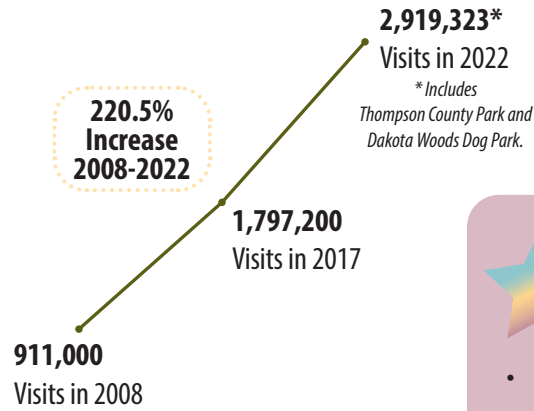 2,919,323*
Visits in 2022
* Includes
Thompson County Park and
Dakota Woods Dog Park.
220.5%
Increase
2008-2022
1,797,200
Visits in 2017
911,000
Visits in 2008
•